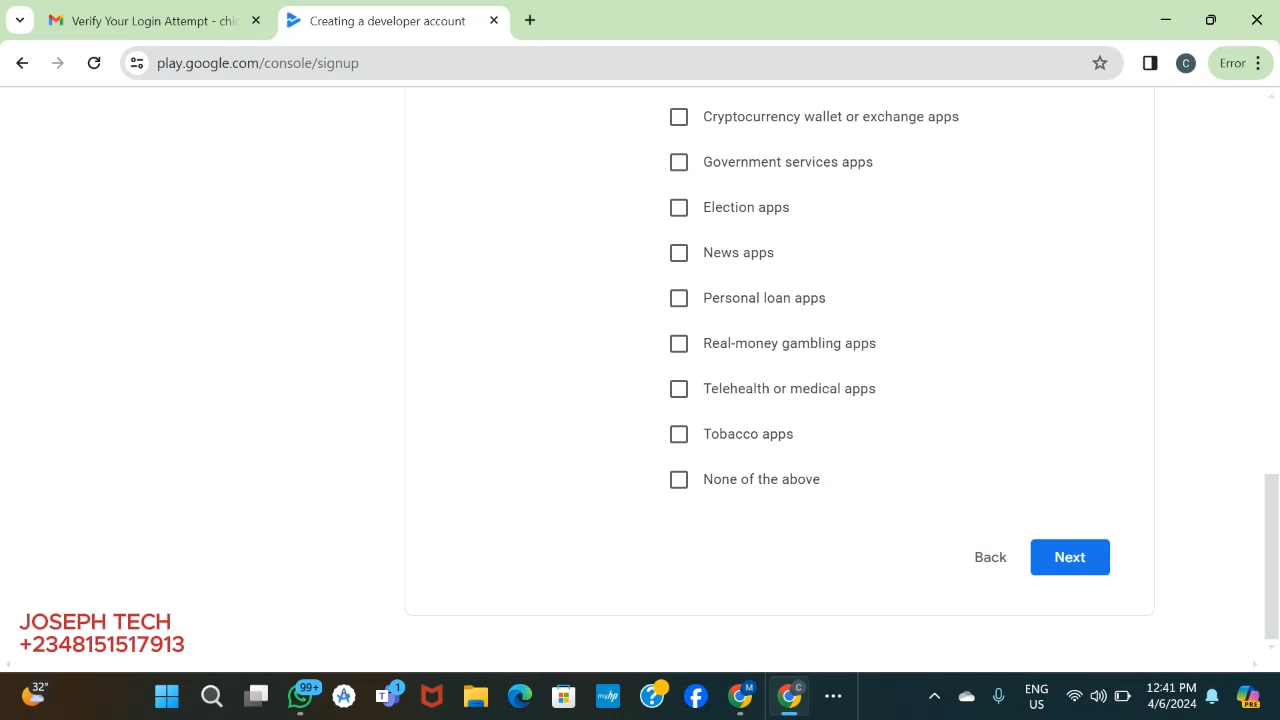 Verify Your Login Attempt - chi
Creating a developer account
play.google.com/console/signup
C
Error
Cryptocurrency wallet or exchange apps
Government services apps
Election apps
News apps
Personal loan apps
Real-money gambling apps
Telehealth or medical apps
Tobacco apps
None of the above
Back
Next
JOSEPH TECH
+2348151517913
32°
99+
T
1
myhp
M
C
ENG
US
12:41 PM
4/6/2024
PRE